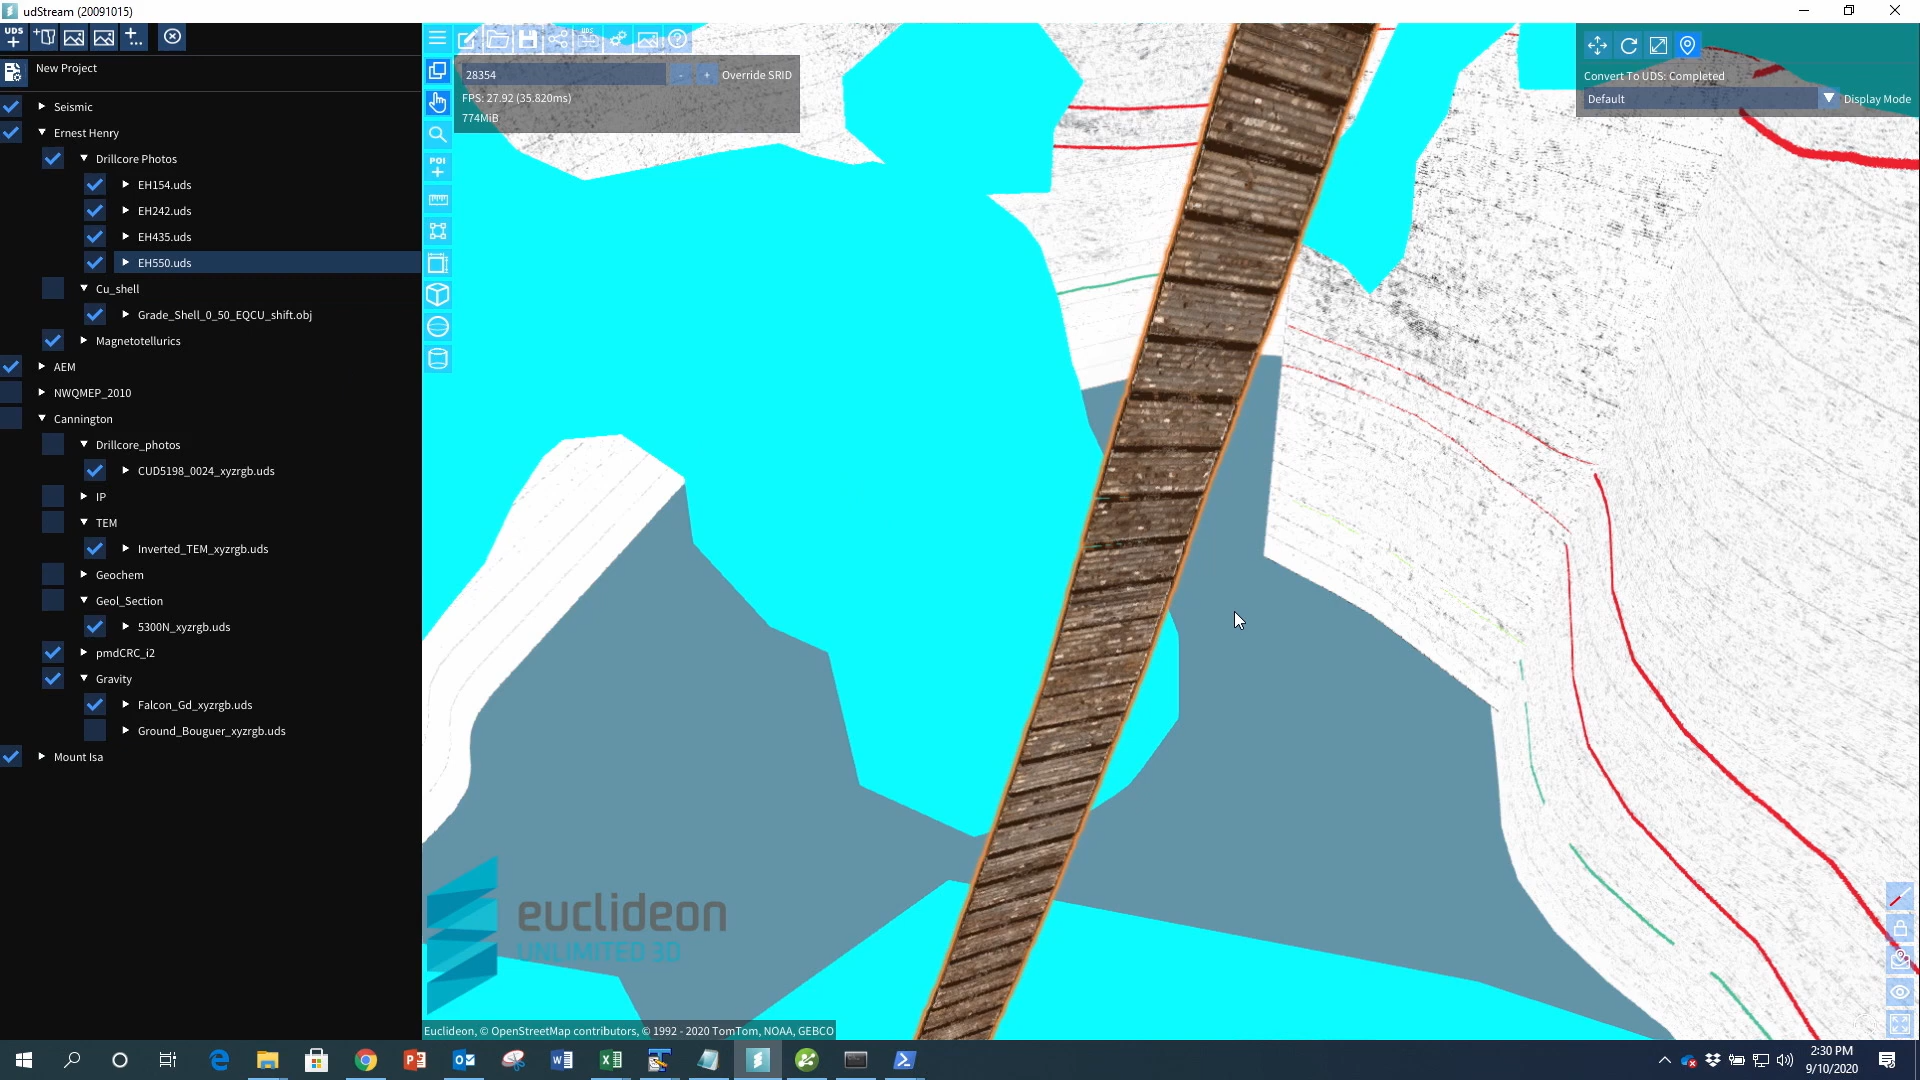 udStream (20091015)
UDS
New Project
Seismic
Ernest Henry
Drillcore Photos
EH154.uds
EH242.uds
EH435.uds
EH550.uds
Cu_shell
Grade_Shell_0_50_EQCU_shift.obj
Magnetotellurics
AEM
NWQMEP_2010
Cannington
Drillcore_photos
CUD5198_0024_xyzrgb.uds
IP
TEM
Inverted_TEM_xyzrgb.uds
Geochem
Geol_Section
5300N_xyzrgb.uds
pmdCRC_i2
Gravity
Falcon_Gd_xyzrgb.uds
Ground_Bouguer_xyzrgb.uds
Mount Isa
28354
- + Override SRID
FPS: 27.92 (35.820ms)
774MiB
POI
Convert To UDS: Completed
Default
Display Mode
euclideon
UNLIMITED 3D
Euclideon, © OpenStreetMap contributors, © 1992 - 2020 TomTom, NOAA, GEBCO
2:30 PM
9/10/2020